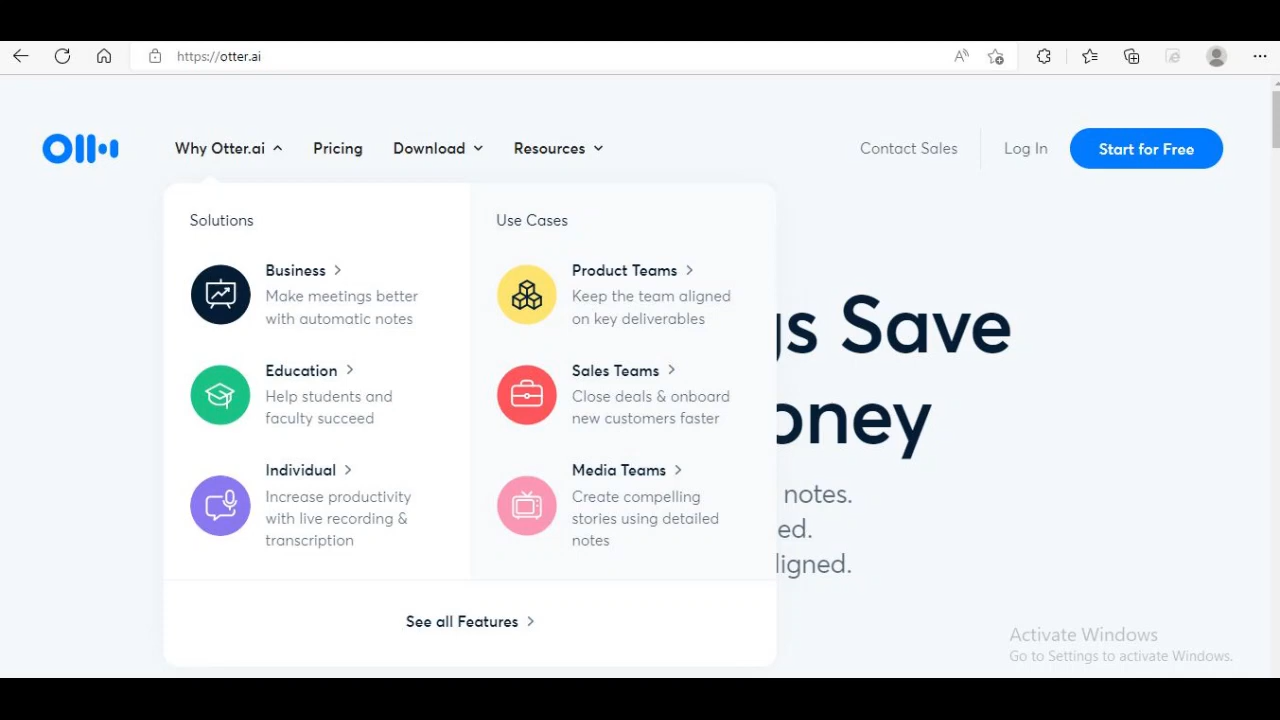 https://otter.ai
Why Otter.ai
Pricing
Download
Resources
Contact Sales
Log In
Start for Free
Solutions
Business
Make meetings better
with automatic notes
Education
Help students and
faculty succeed
Individual
Increase productivity
with live recording &
transcription
Use Cases
Product Teams
Keep the team aligned
on key deliverables
Sales Teams
Close deals & onboard
new customers faster
Media Teams
Create compelling
stories using detailed
notes
See all Features
Save
notes.
Activate Windows
Go to Settings to activate Windows.